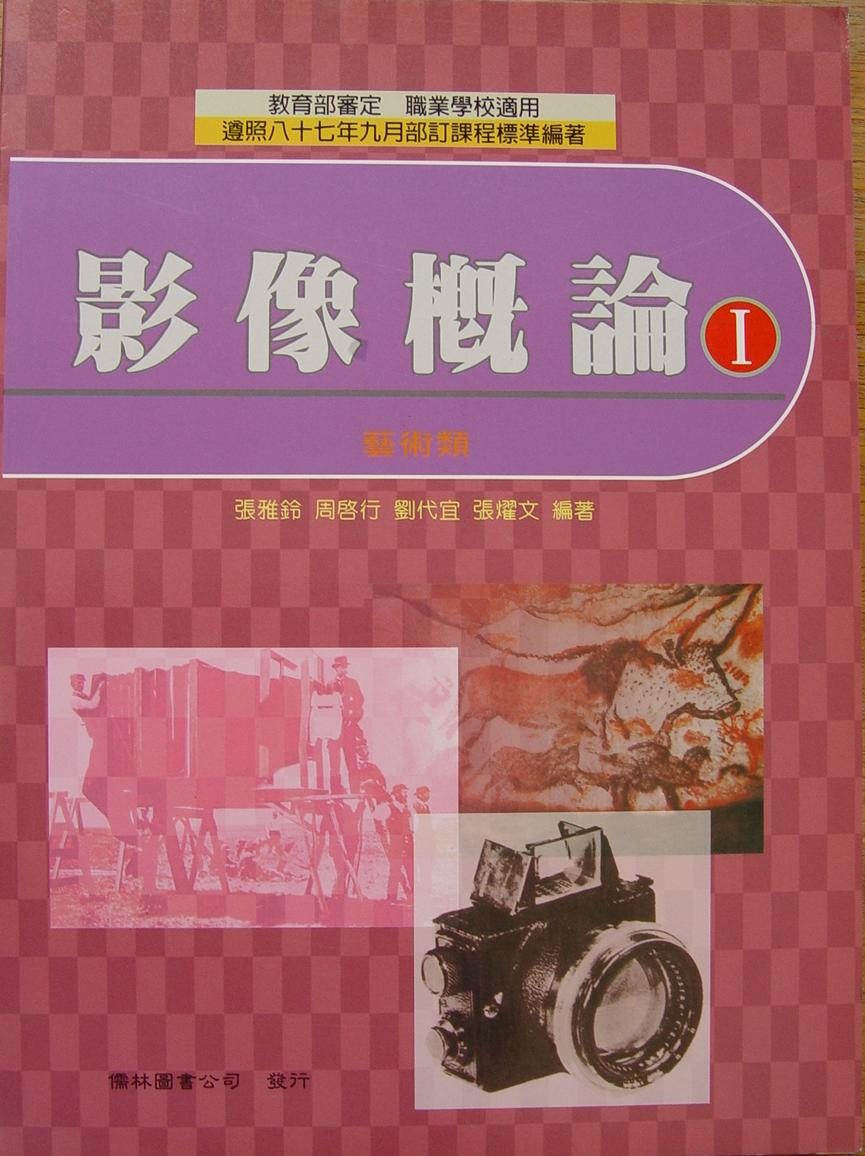 教育部審定 職業學校適用
遵照八十七年九月部訂課程標準編著
影像概論 I
藝術類
張雅鈴 周啓行 劉代宜 張燿文 編著
儒林圖書公司 發行